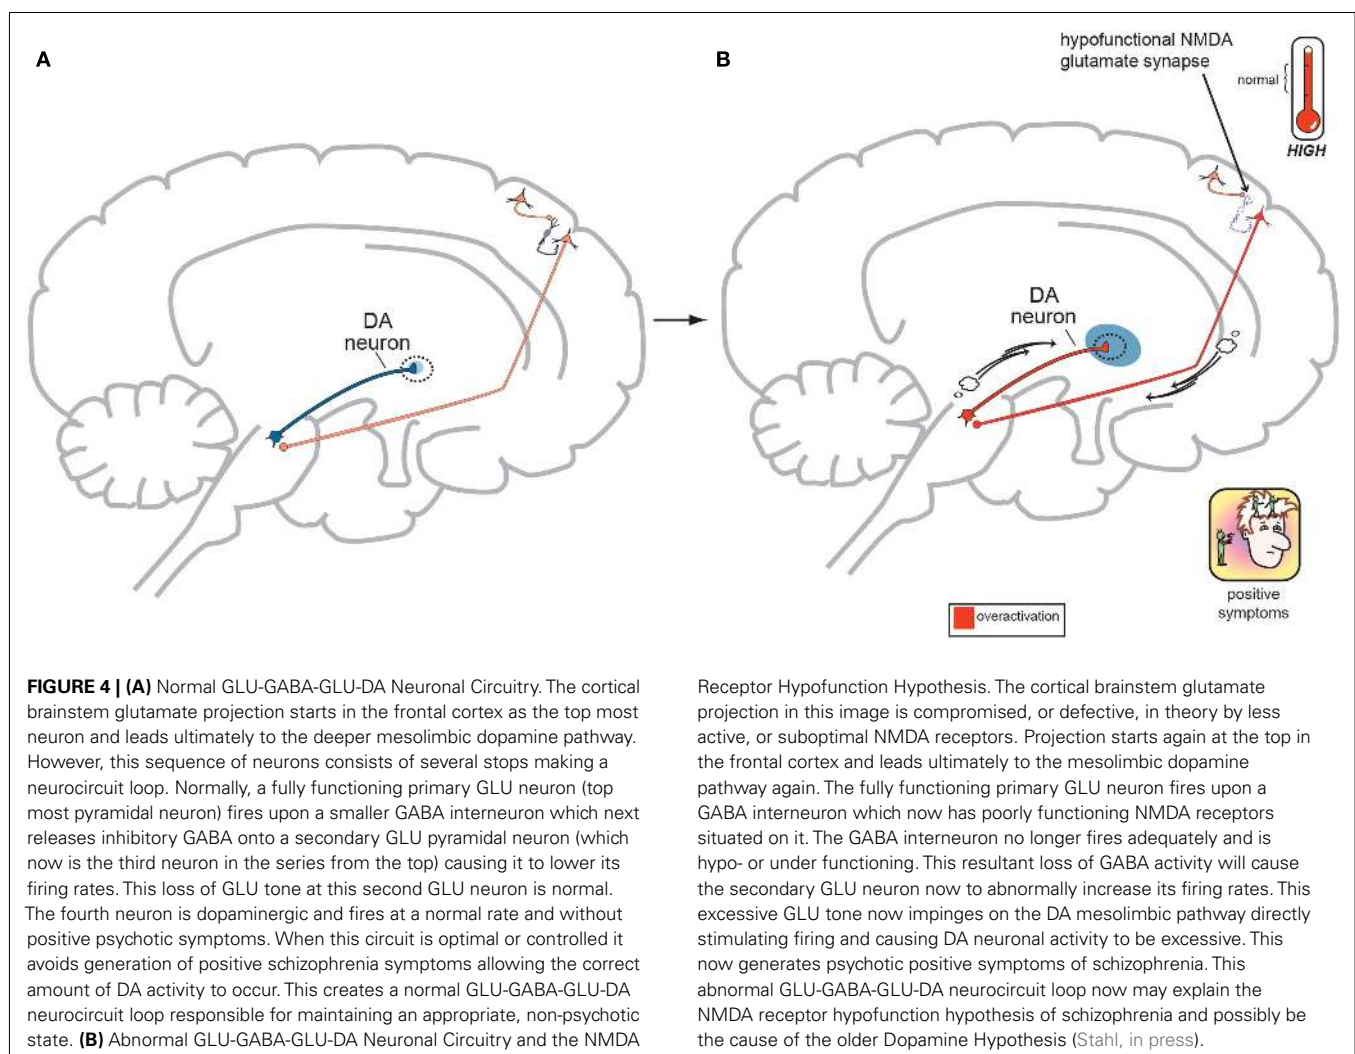 A
B
hypofunctional NMDA
glutamate synapse
normal
HIGH
DA
neuron
DA
neuron
positive
symptoms
overactivation
FIGURE 4 | (A) Normal GLU-GABA-GLU-DA Neuronal Circuitry. The cortical
brainstem glutamate projection starts in the frontal cortex as the top most
neuron and leads ultimately to the deeper mesolimbic dopamine pathway.
However, this sequence of neurons consists of several stops making a
neurocircuit loop. Normally, a fully functioning primary GLU neuron (top
most pyramidal neuron) fires upon a smaller GABA interneuron which next
releases inhibitory GABA onto a secondary GLU pyramidal neuron (which
now is the third neuron in the series from the top) causing it to lower its
firing rates. This loss of GLU tone at this second GLU neuron is normal.
The fourth neuron is dopaminergic and fires at a normal rate and without
positive psychotic symptoms. When this circuit is optimal or controlled it
avoids generation of positive schizophrenia symptoms allowing the correct
amount of DA activity to occur. This creates a normal GLU-GABA-GLU-DA
neurocircuit loop responsible for maintaining an appropriate, non-psychotic
state. (B) Abnormal GLU-GABA-GLU-DA Neuronal Circuitry and the NMDA
Receptor Hypofunction Hypothesis. The cortical brainstem glutamate
projection in this image is compromised, or defective, in theory by less
active, or suboptimal NMDA receptors. Projection starts again at the top in
the frontal cortex and leads ultimately to the mesolimbic dopamine
pathway again. The fully functioning primary GLU neuron fires upon a
GABA interneuron which now has poorly functioning NMDA receptors
situated on it. The GABA interneuron no longer fires adequately and is
hypo- or under functioning. This resultant loss of GABA activity will cause
the secondary GLU neuron now to abnormally increase its firing rates. This
excessive GLU tone now impinges on the DA mesolimbic pathway directly
stimulating firing and causing DA neuronal activity to be excessive. This
now generates psychotic positive symptoms of schizophrenia. This
abnormal GLU-GABA-GLU-DA neurocircuit loop now may explain the
NMDA receptor hypofunction hypothesis of schizophrenia and possibly be
the cause of the older Dopamine Hypothesis (Stahl, in press).